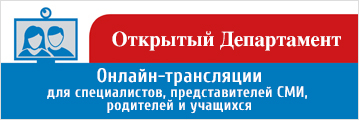 Открытый Департамент
Онлайн-трансляции
для специалистов, представителей СМИ,
родителей и учащихся